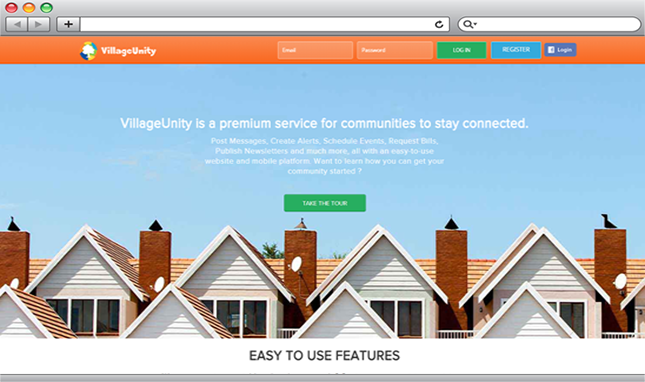 VillageUnity
Email
Password
LOG IN
REGISTER
f Login
VillageUnity is a premium service for communities to stay connected.
Post Messages, Create Alerts, Schedule Events, Request Bills,
Publish Newsletters and much more, all with an easy-to-use
website and mobile platform. Want to learn how you can get your
community started ?
TAKE THE TOUR
EASY TO USE FEATURES